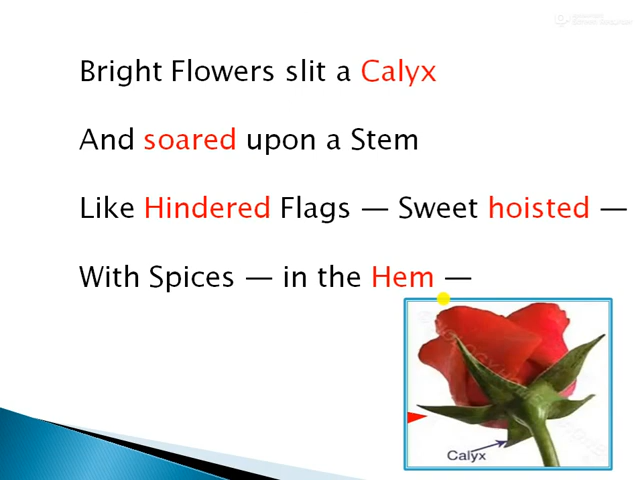 Bright Flowers slit a Calyx
And soared upon a Stem
Like Hindered Flags — Sweet hoisted —
With Spices — in the Hem —
Calyx